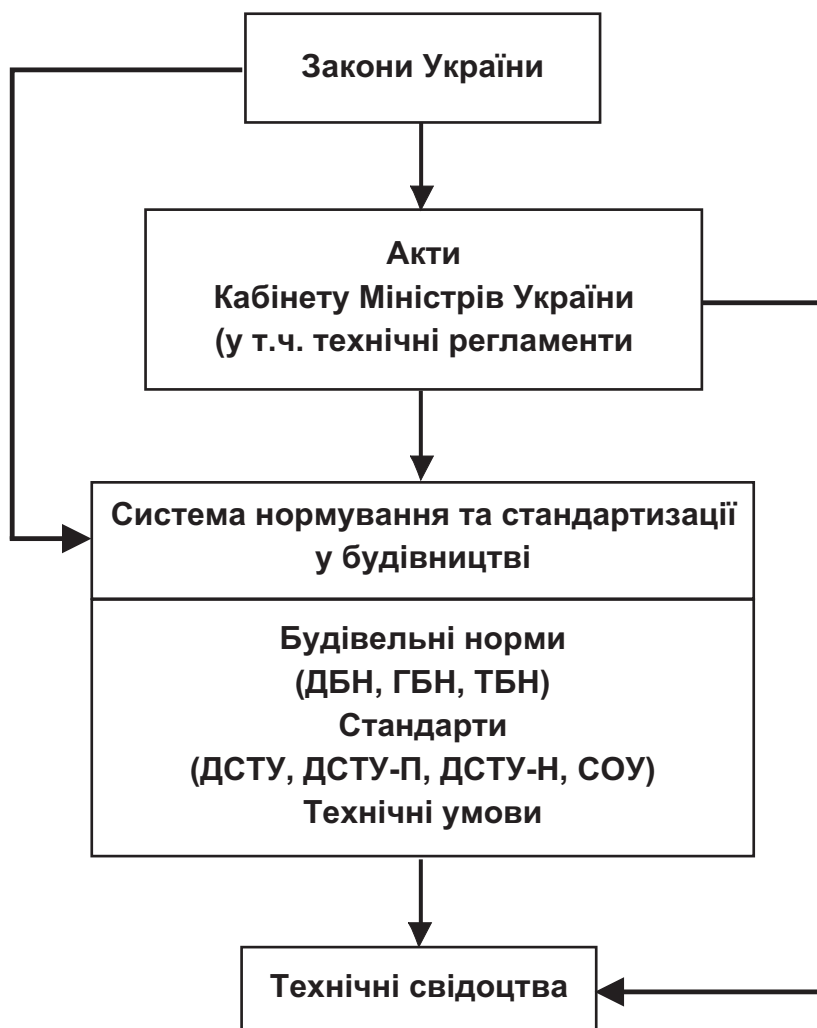 Закони України
Акти
Кабінету Міністрів України
(у т.ч. технічні регламенти
Система нормування та стандартизації
у будівництві
Будівельні норми
(ДБН, ГБН, ТБН)
Стандарти
(ДСТУ, ДСТУ-П, ДСТУ-Н, СОУ)
Технічні умови
Технічні свідоцтва